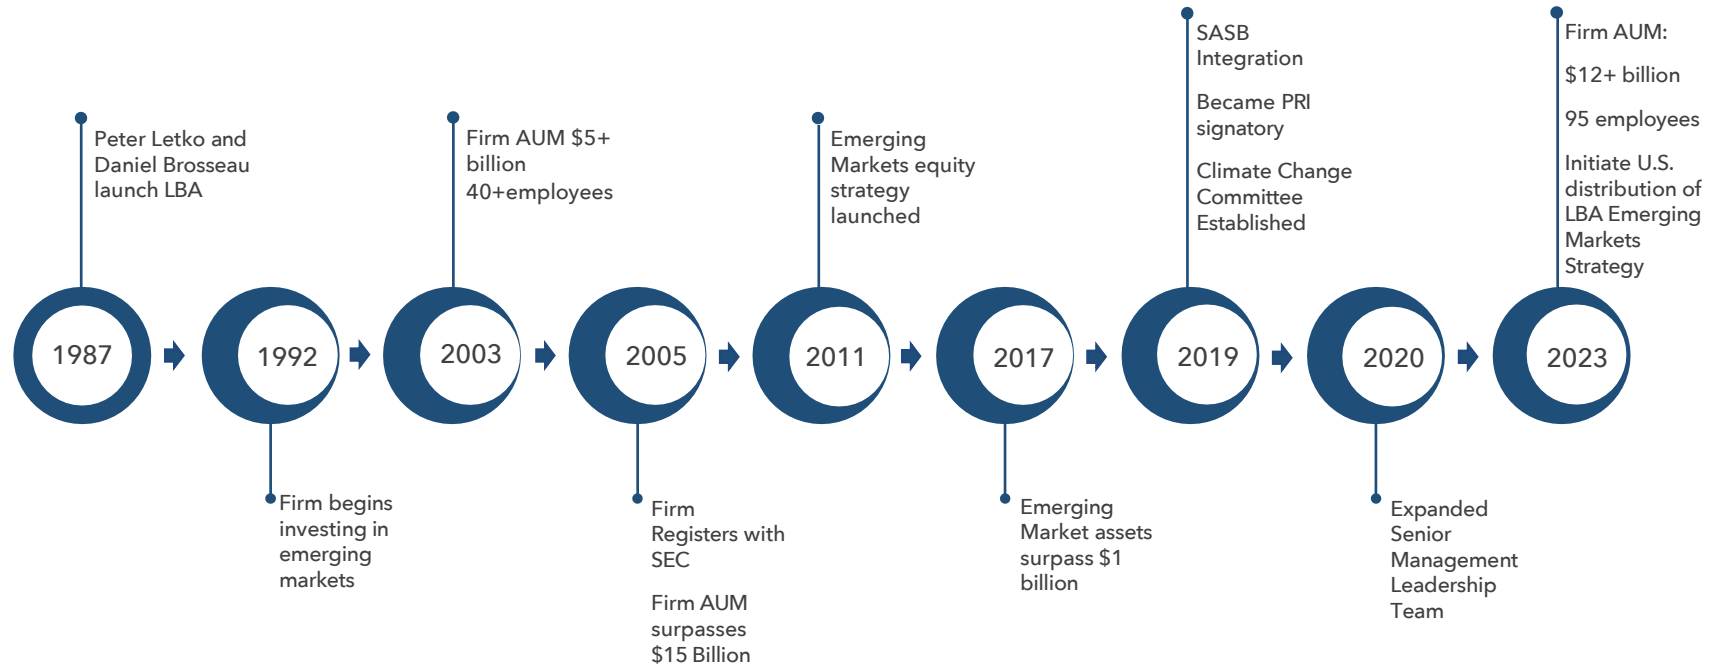 1987
Peter Letko and
Daniel Brosseau
launch LBA
1992
Firm begins
investing in
emerging
markets
2003
Firm AUM $5+
billion
40+employees
2005
Firm
Registers with
SEC
Firm AUM
surpasses
$15 Billion
2011
Emerging
Markets equity
strategy
launched
2017
Emerging
Market assets
surpass $1
billion
2019
SASB
Integration
Became PRI
signatory
Climate Change
Committee
Established
2020
Expanded
Senior
Management
Leadership
Team
2023
Firm AUM:
$12+ billion
95 employees
Initiate U.S.
distribution of
LBA Emerging
Markets
Strategy